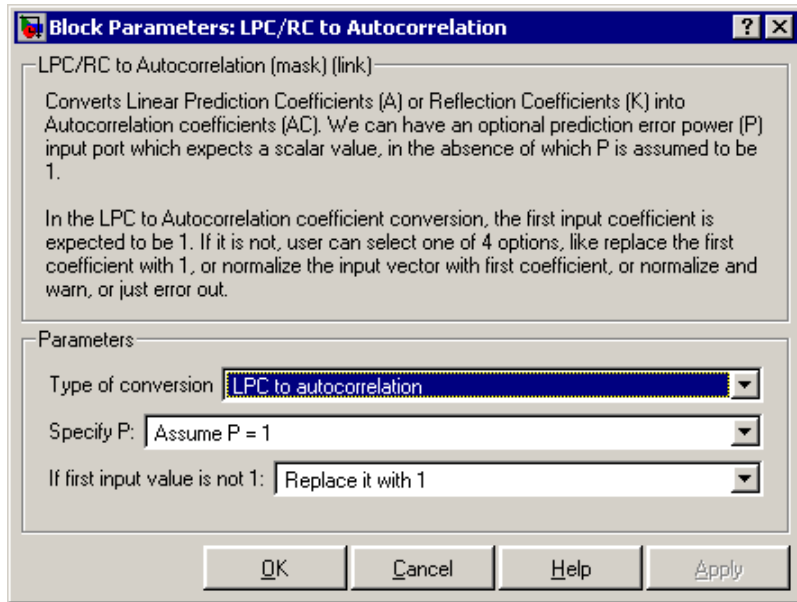 Block Parameters: LPC/RC to Autocorrelation
LPC/RC to Autocorrelation (mask) (link)
Converts Linear Prediction Coefficients (A) or Reflection Coefficients (K) into
Autocorrelation coefficients (AC). We can have an optional prediction error power (P)
input port which expects a scalar value, in the absence of which P is assumed to be
1.
In the LPC to Autocorrelation coefficient conversion, the first input coefficient is
expected to be 1. If it is not, user can select one of 4 options, like replace the first
coefficient with 1, or normalize the input vector with first coefficient, or normalize and
warn, or just error out.
Parameters
Type of conversion LPC to autocorrelation
Specify P: Assume P = 1
If first input value is not 1: Replace it with 1
OK Cancel Help Apply